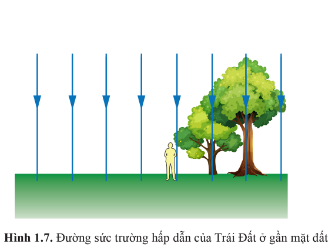 Hình 1.7. Đường sức trường hấp dẫn của Trái Đất ở gần mặt đất